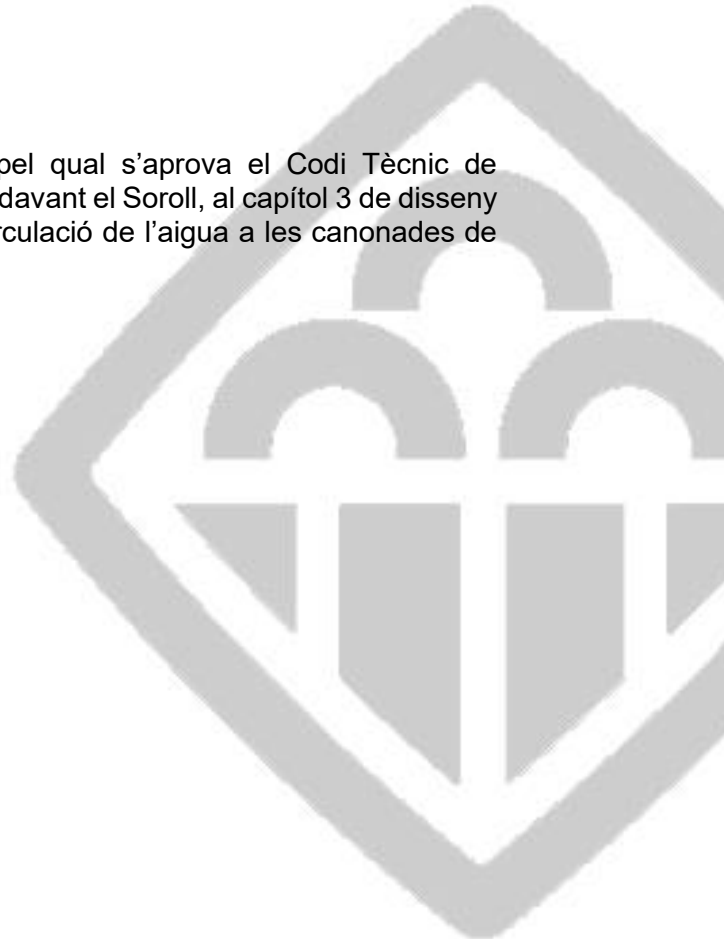 pel qual s’aprova el Codi Tècnic de
davant el Soroll, al capítol 3 de disseny
rculació de l’aigua a les canonades de